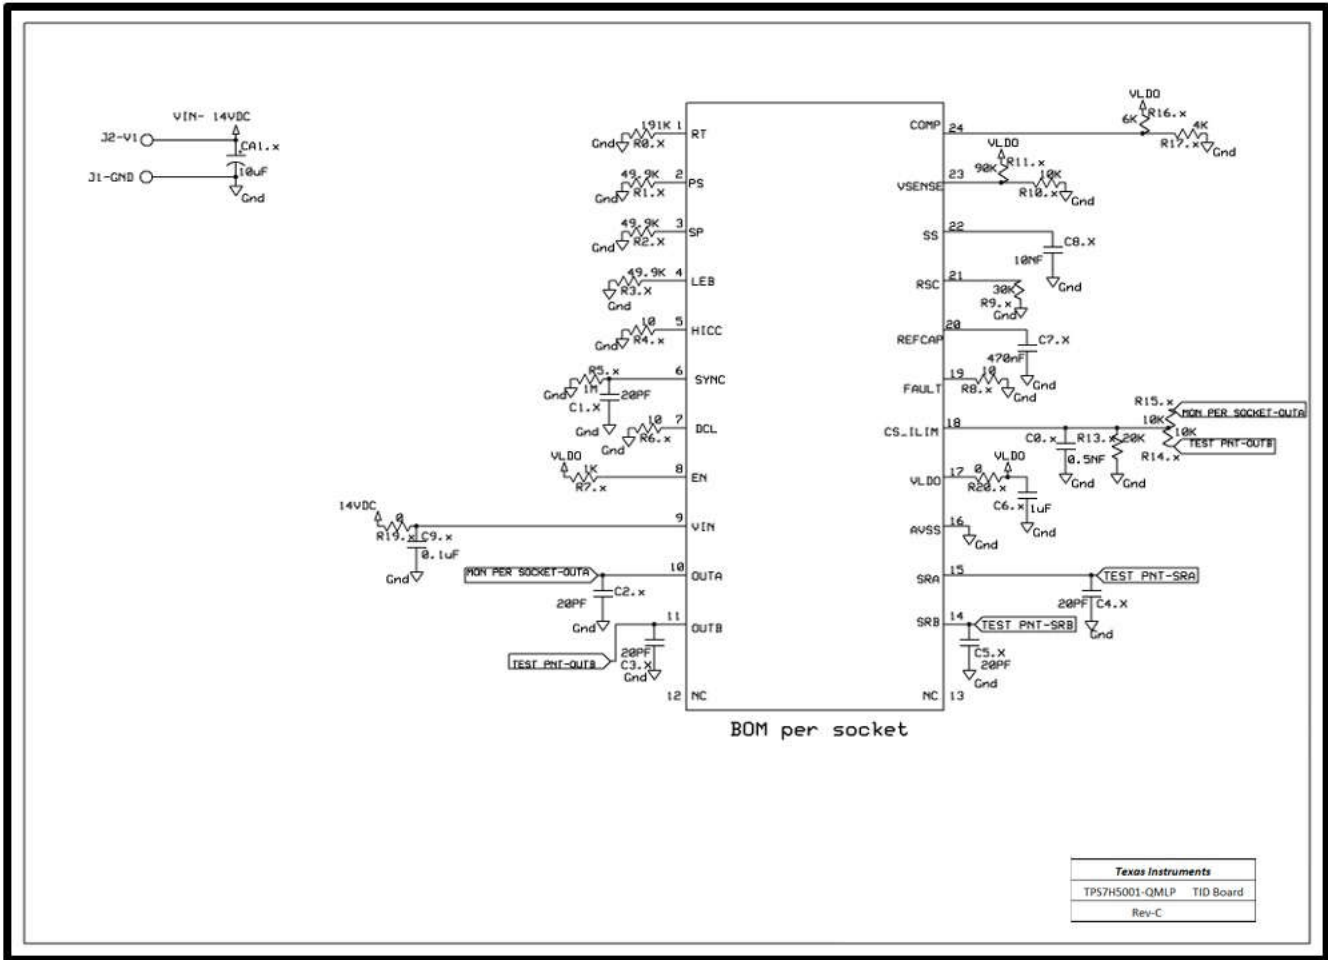 VIN- 14VDC
J2-V1
CA1.x
10uF
J1-GND
Gnd
191K 1 RT
Gnd R0.x
49.9K 2 PS
Gnd R1.x
49.9K 3 SP
Gnd R2.x
49.9K 4 LEB
R3.X
Gnd
10 5 HICC
Gnd R4.x
R5.x 6 SYNC
Gnd 1M 20PF
C1.X
Gnd
10 7 DCL
R6.x
Gnd
VLDO
1K 8 EN
R7.x
14VDC
0 9 VIN
R19.x C9.x
0.1uF
Gnd
MON PER SOCKET-OUTA 10 OUTA
C2.x
20PF
Gnd
11 OUTB
20PF
TEST PNT-OUTB C3.X
Gnd
12 NC
VLDO
R16.x
6K
COMP 24 4K
R17.x
Gnd
VLDO
R11.x
90K
VSENSE 23 10K
R10.x
Gnd
SS 22
C8.X
10NF
Gnd
RSC 21
30K
R9.x
Gnd
REFCAP 20
C7.X
470nF
Gnd
FAULT 19 10
R8.x
Gnd
R15.x
MON PER SOCKET-OUTA
10K
CS_ILIM 18
C0.x R13.x 20K 10K
TEST PNT-OUTB
0.5NF R14.x
Gnd Gnd
VLDO
VLDO 17 0
R20.x
C6.x 1uF
Gnd
AVSS 16
Gnd
SRA 15 TEST PNT-SRA
20PF C4.X
Gnd
SRB 14 TEST PNT-SRB
C5.X
20PF
Gnd
NC 13
BOM per socket
Texas Instruments
TPS7H5001-QMLP TID Board
Rev-C